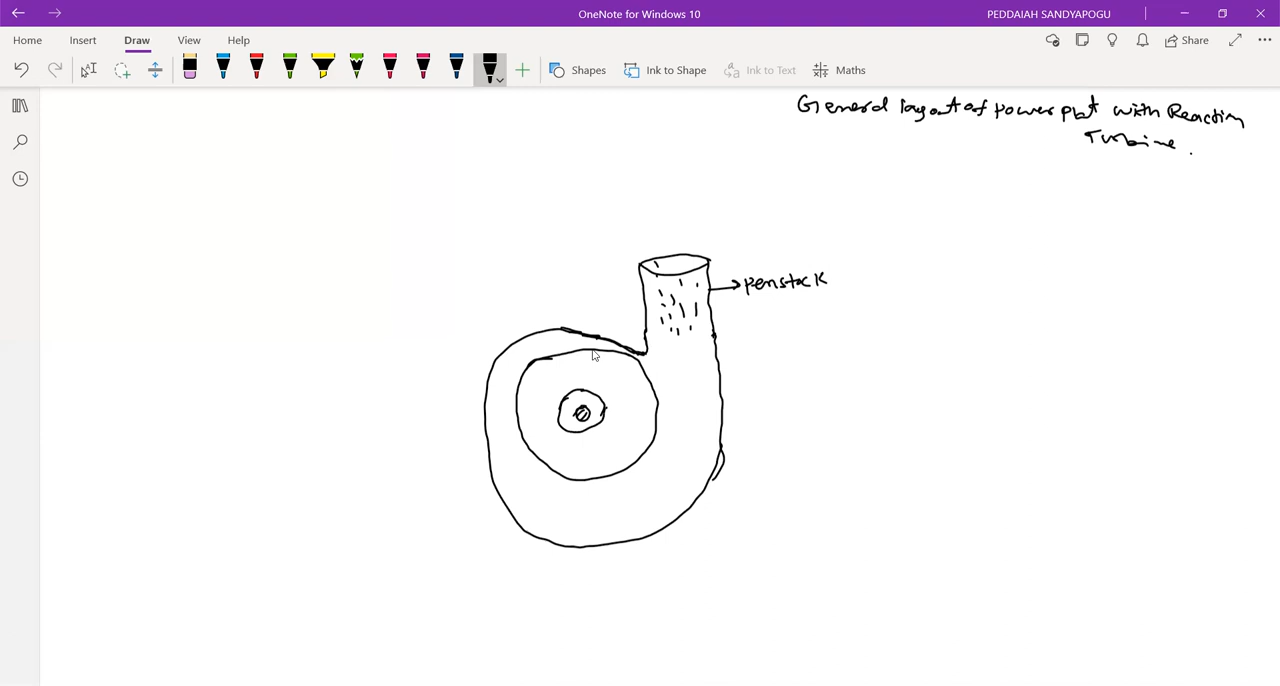 OneNote for Windows 10
PEDDAIAH SANDYAPOGU
Home Insert Draw View Help
Share
Shapes Ink to Shape Ink to Text Maths
General layout of power plat with Reaction
Turbine.
penstock